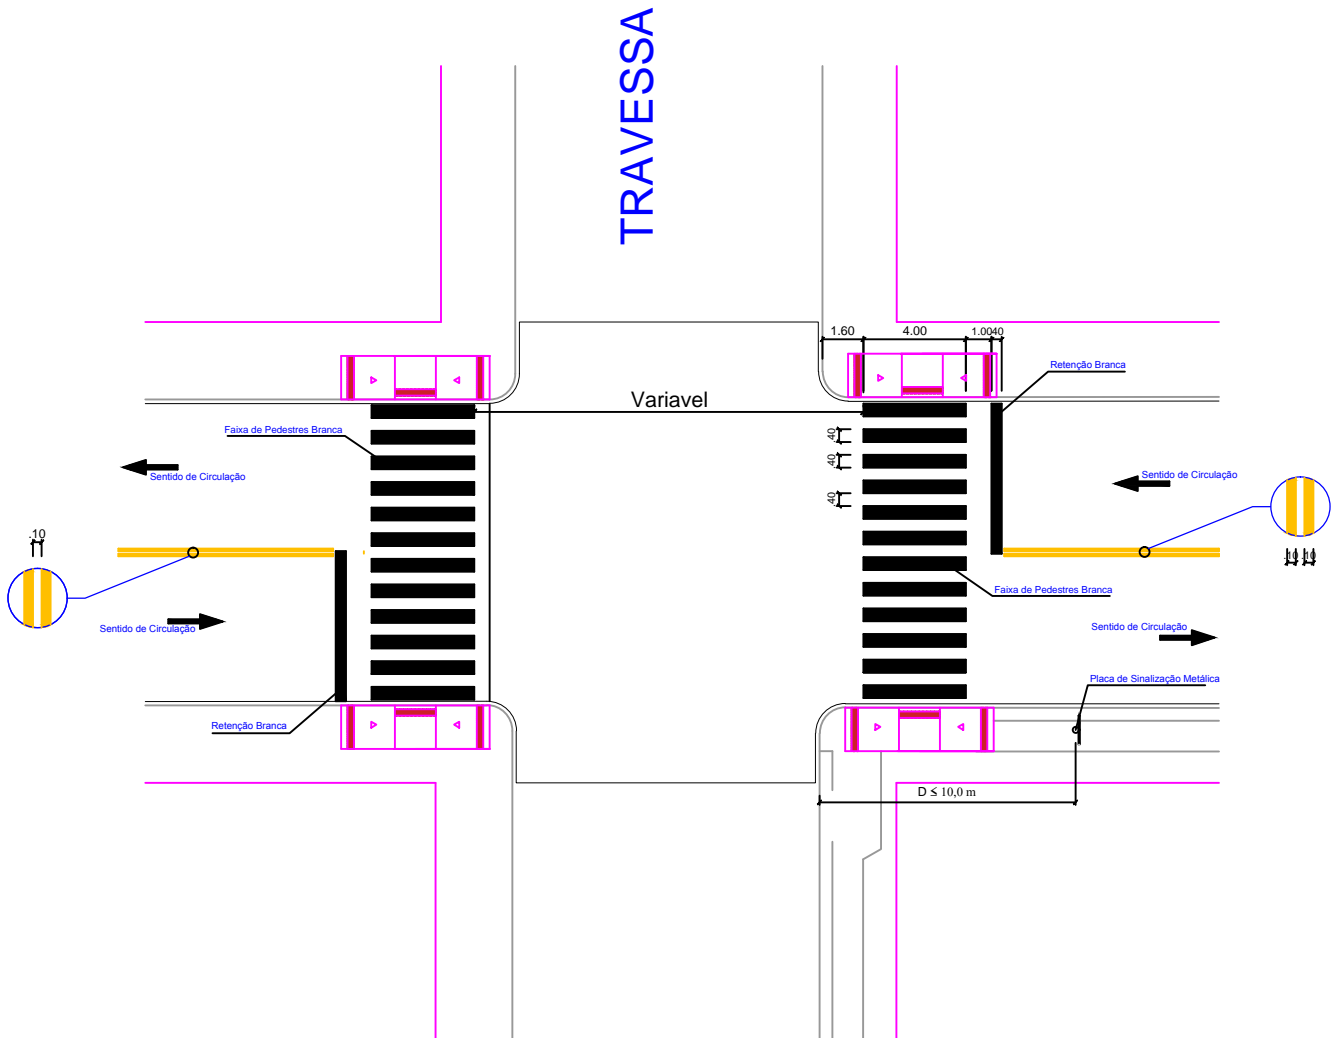 TRAVESSA
1.60
4.00
1.00
.40
Retenção Branca
Variavel
Faixa de Pedestres Branca
.40
.40
.40
Sentido de Circulação
Sentido de Circulação
.10
.10
.10
Faixa de Pedestres Branca
Sentido de Circulação
Sentido de Circulação
Placa de Sinalização Metálica
Retenção Branca
D ≤ 10,0 m